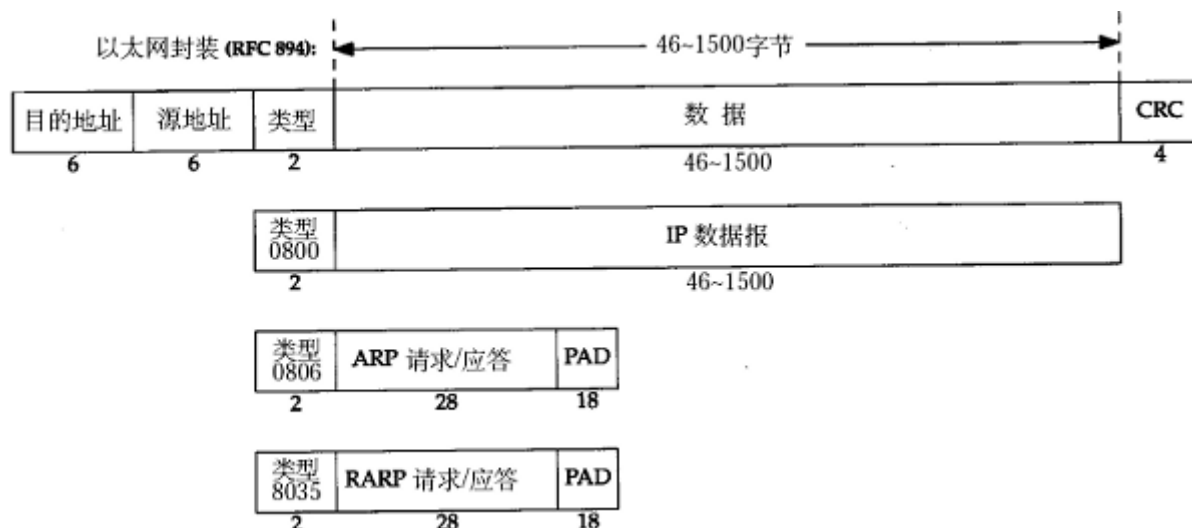 以太网封装 (RFC 894):
46~1500字节
目的地址 源地址 类型 数 据 CRC
6 6 2 46~1500 4
类型
0800
IP 数据报
2 46~1500
类型
0806
ARP 请求/应答 PAD
2 28 18
类型
8035
RARP 请求/应答 PAD
2 28 18